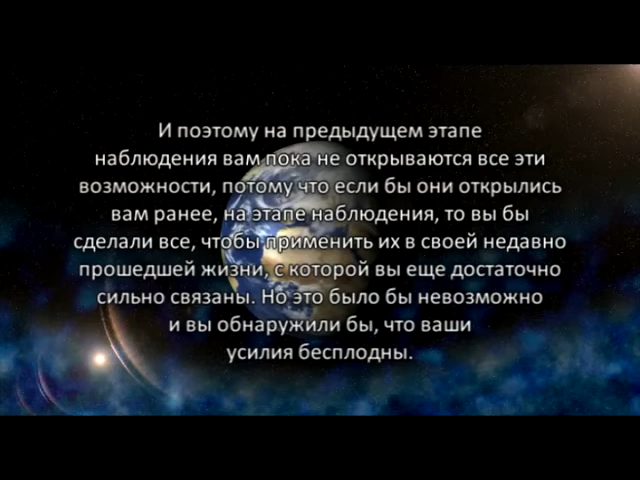 И поэтому на предыдущем этапе
наблюдения вам пока не открываются все эти
возможности, потому что если бы они открылись
вам ранее, на этапе наблюдения, то вы бы
сделали все, чтобы применить их в своей недавно
прошедшей жизни, с которой вы еще достаточно
сильно связаны. Но это было бы невозможно
и вы обнаружили бы, что ваши
усилия бесплодны.